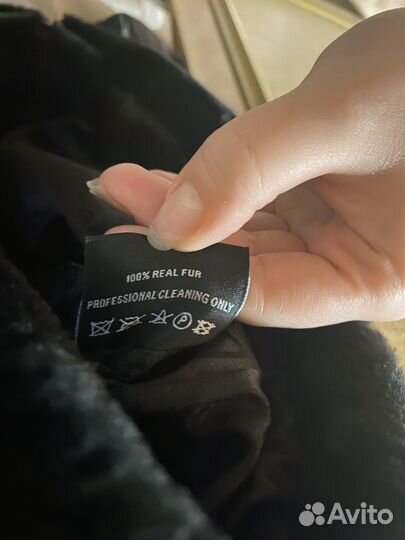 100% REAL FUR
PROFESSIONAL CLEANING ONLY
P
Avito